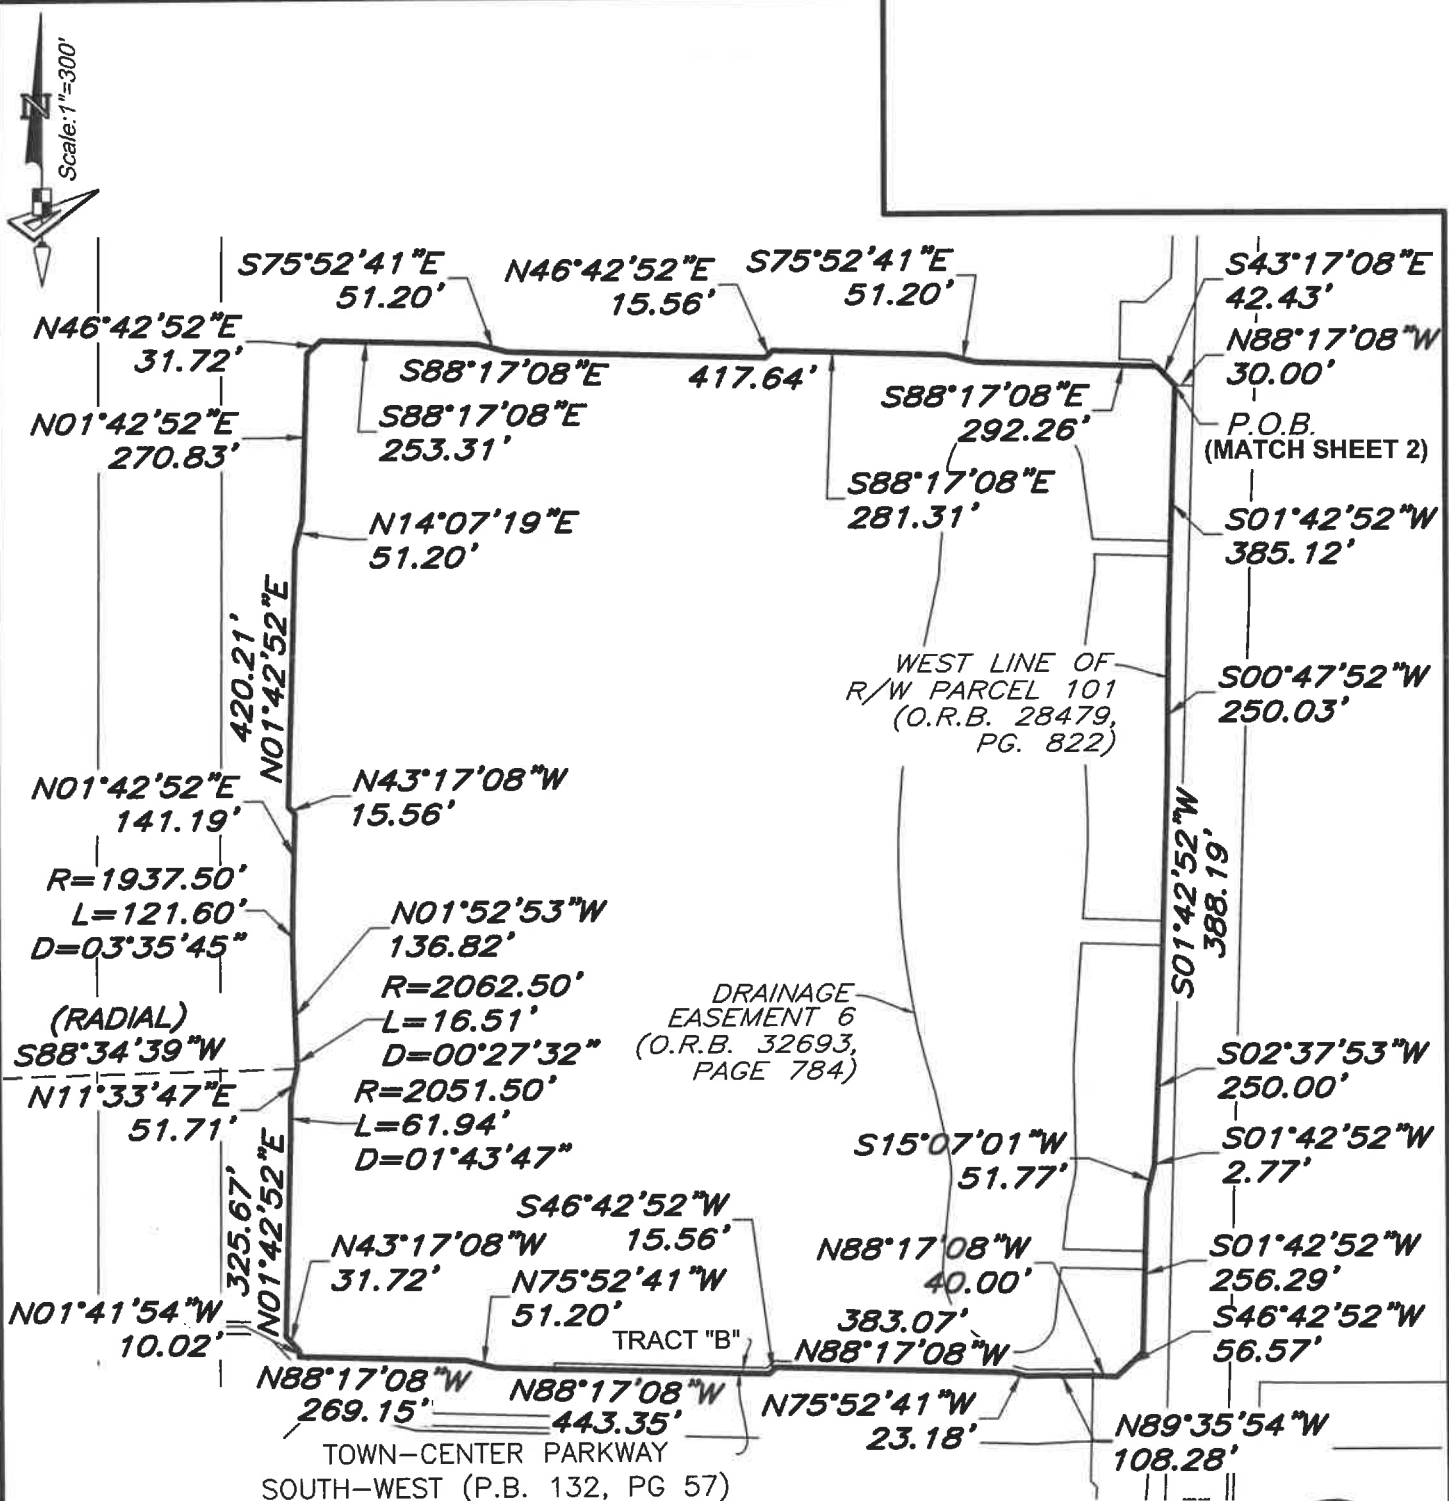 N
Scale:1"=300'
S75°52'41"E
51.20'
N46°42'52"E
15.56'
S75°52'41"E
51.20'
S43°17'08"E
42.43'
N46°42'52"E
31.72'
N88°17'08"W
30.00'
S88°17'08"E
417.64'
S88°17'08"E
292.26'
P.O.B.
(MATCH SHEET 2)
N01°42'52"E
270.83'
S88°17'08"E
253.31'
S88°17'08"E
281.31'
N14°07'19"E
51.20'
S01°42'52"W
385.12'
420.21'
N01°42'52"E
WEST LINE OF
R/W PARCEL 101
(O.R.B. 28479,
PG. 822)
S00°47'52"W
250.03'
N01°42'52"E
141.19'
N43°17'08"W
15.56'
S01°42'52"W
388.19'
R=1937.50'
L=121.60'
D=03°35'45"
N01°52'53"W
136.82'
R=2062.50'
L=16.51'
D=00°27'32"
(RADIAL)
S88°34'39"W
DRAINAGE
EASEMENT 6
(O.R.B. 32693,
PAGE 784)
S02°37'53"W
250.00'
N11°33'47"E
51.71'
R=2051.50'
L=61.94'
D=01°43'47"
S15°07'01"W
51.77'
S01°42'52"W
2.77'
325.67'
N01°42'52"E
S46°42'52"W
15.56'
N43°17'08"W
31.72'
N88°17'08"W
40.00'
S01°42'52"W
256.29'
N01°41'54"W
10.02'
N75°52'41"W
51.20'
383.07'
N88°17'08"W
S46°42'52"W
56.57'
TRACT "B"
N88°17'08"W
269.15'
N88°17'08"W
443.35'
N75°52'41"W
23.18'
N89°35'54"W
108.28'
TOWN-CENTER PARKWAY
SOUTH-WEST (P.B. 132, PG 57)